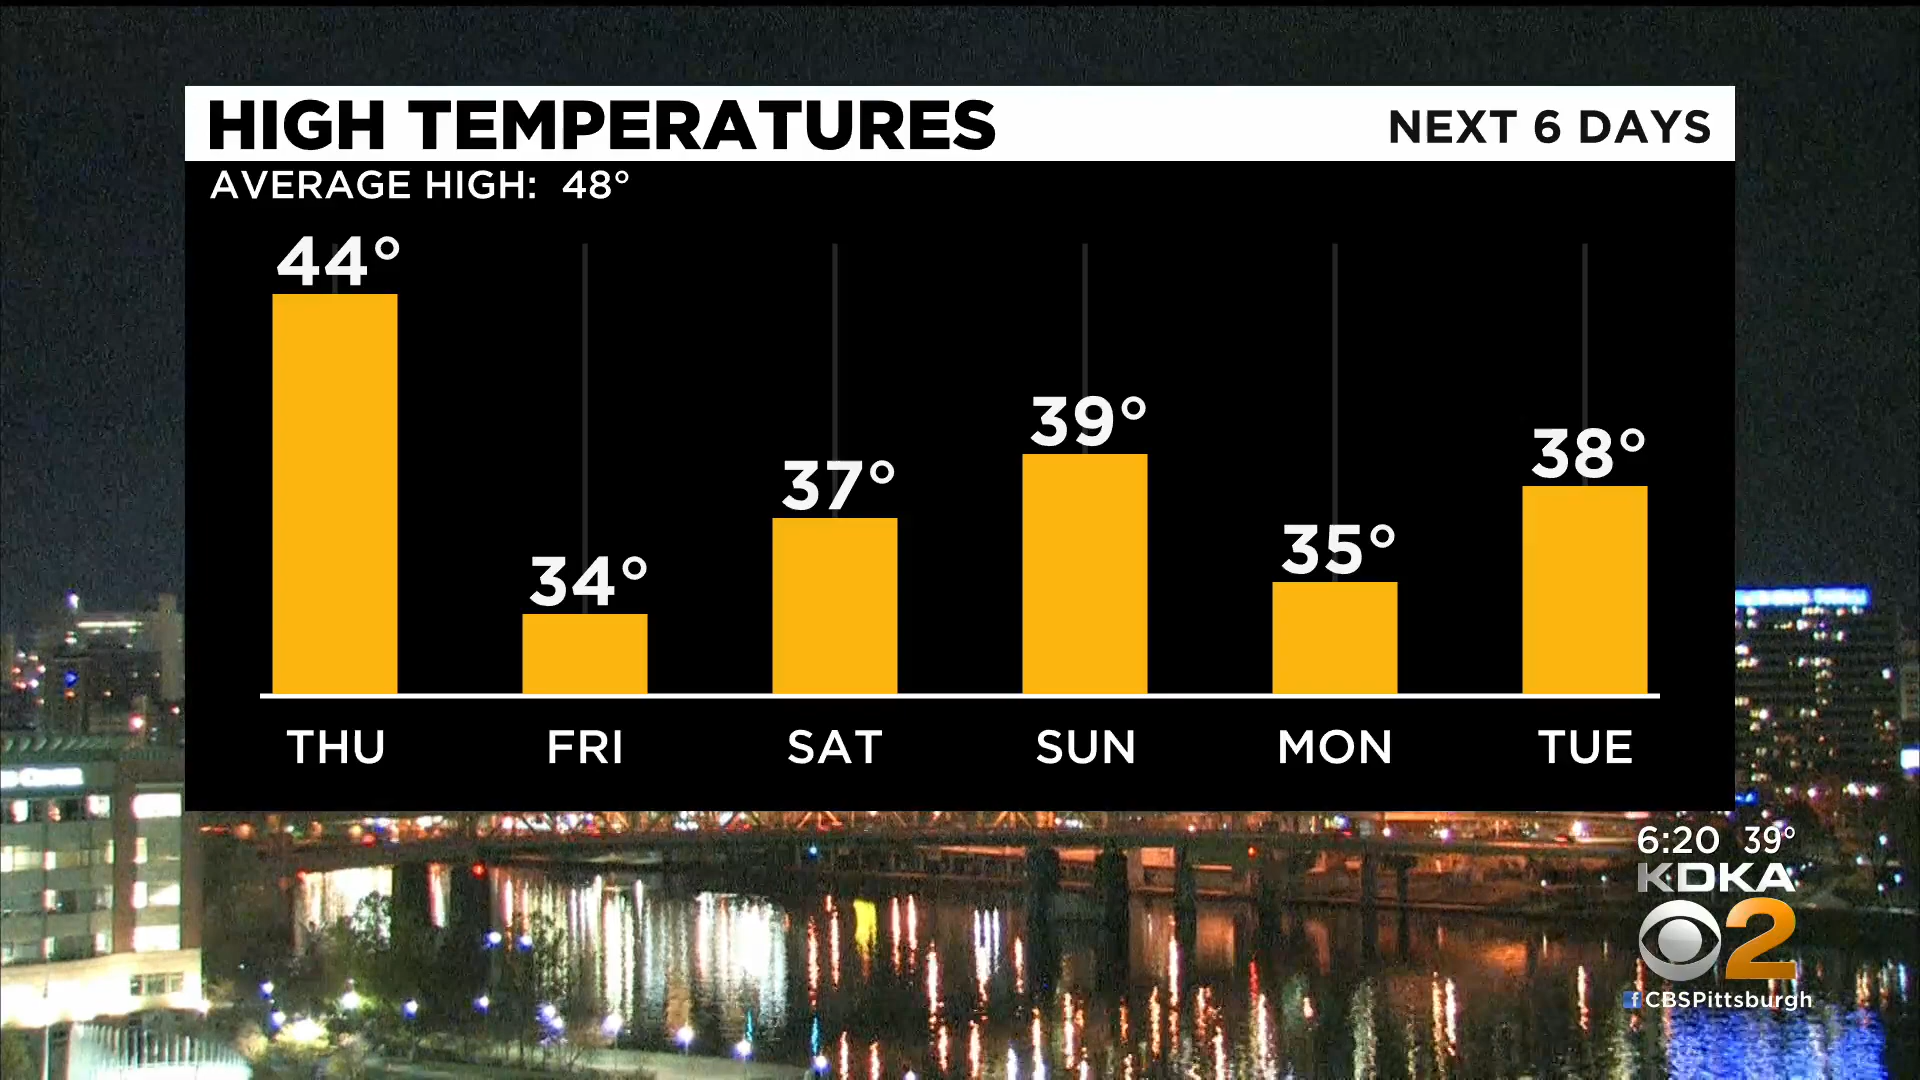 HIGH TEMPERATURES NEXT 6 DAYS
AVERAGE HIGH: 48°
44° 34° 37° 39° 35° 38°
THU FRI SAT SUN MON TUE
6:20 39°
KDKA
2
f CBSPittsburgh